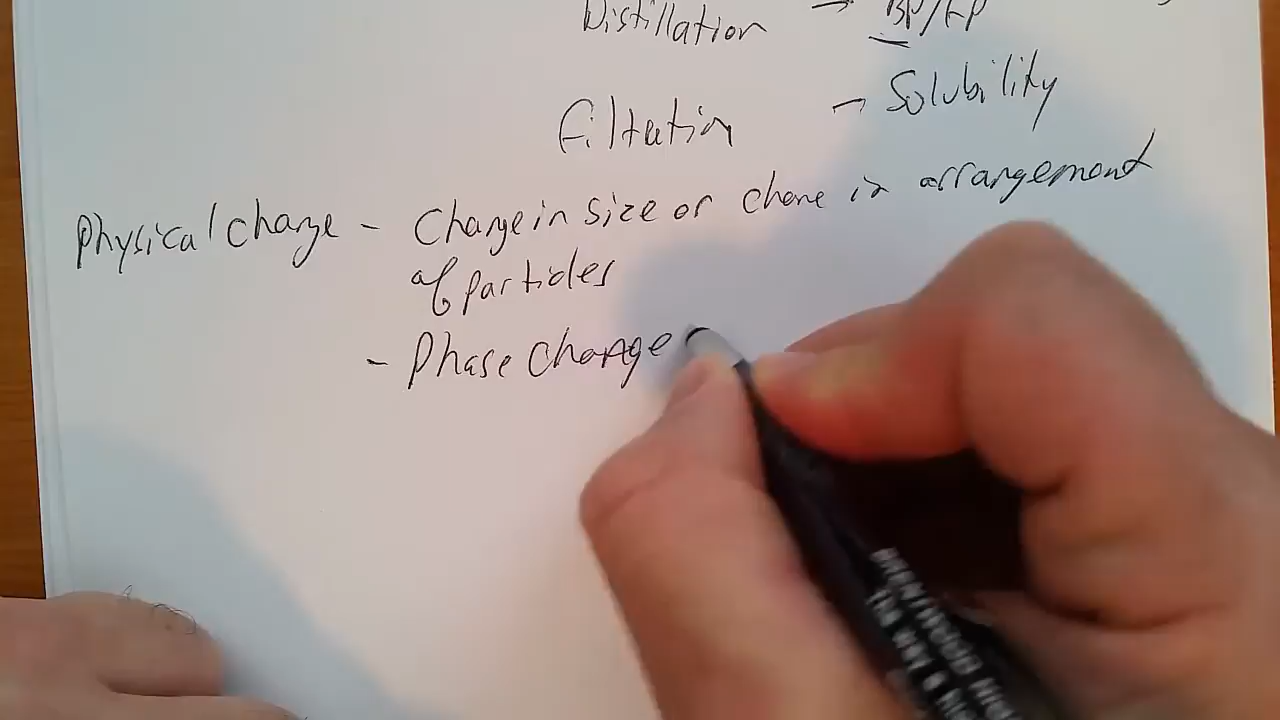 Distillation → BP/FP
Filtation → Solubility
Physical change - Change in size or chane in arrangement
of particles
- Phase Change